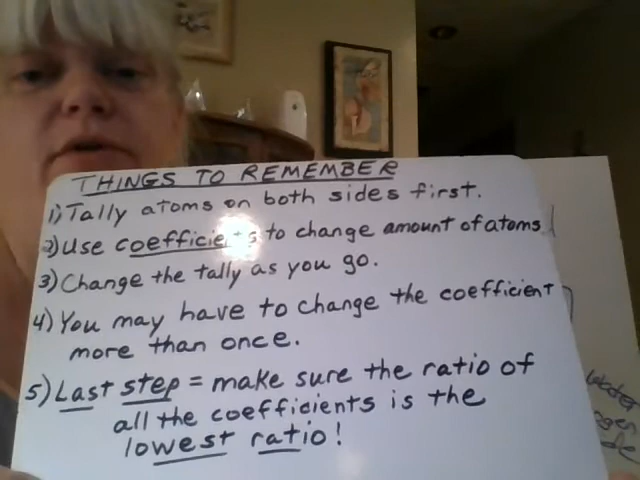 THINGS TO REMEMBER
1) Tally atoms on both sides first.
2) Use coefficients to change amount of atoms
3) Change the tally as you go.
4) You may have to change the coefficient
more than once.
5) Last step = make sure the ratio of
all the coefficients is the
lowest ratio!